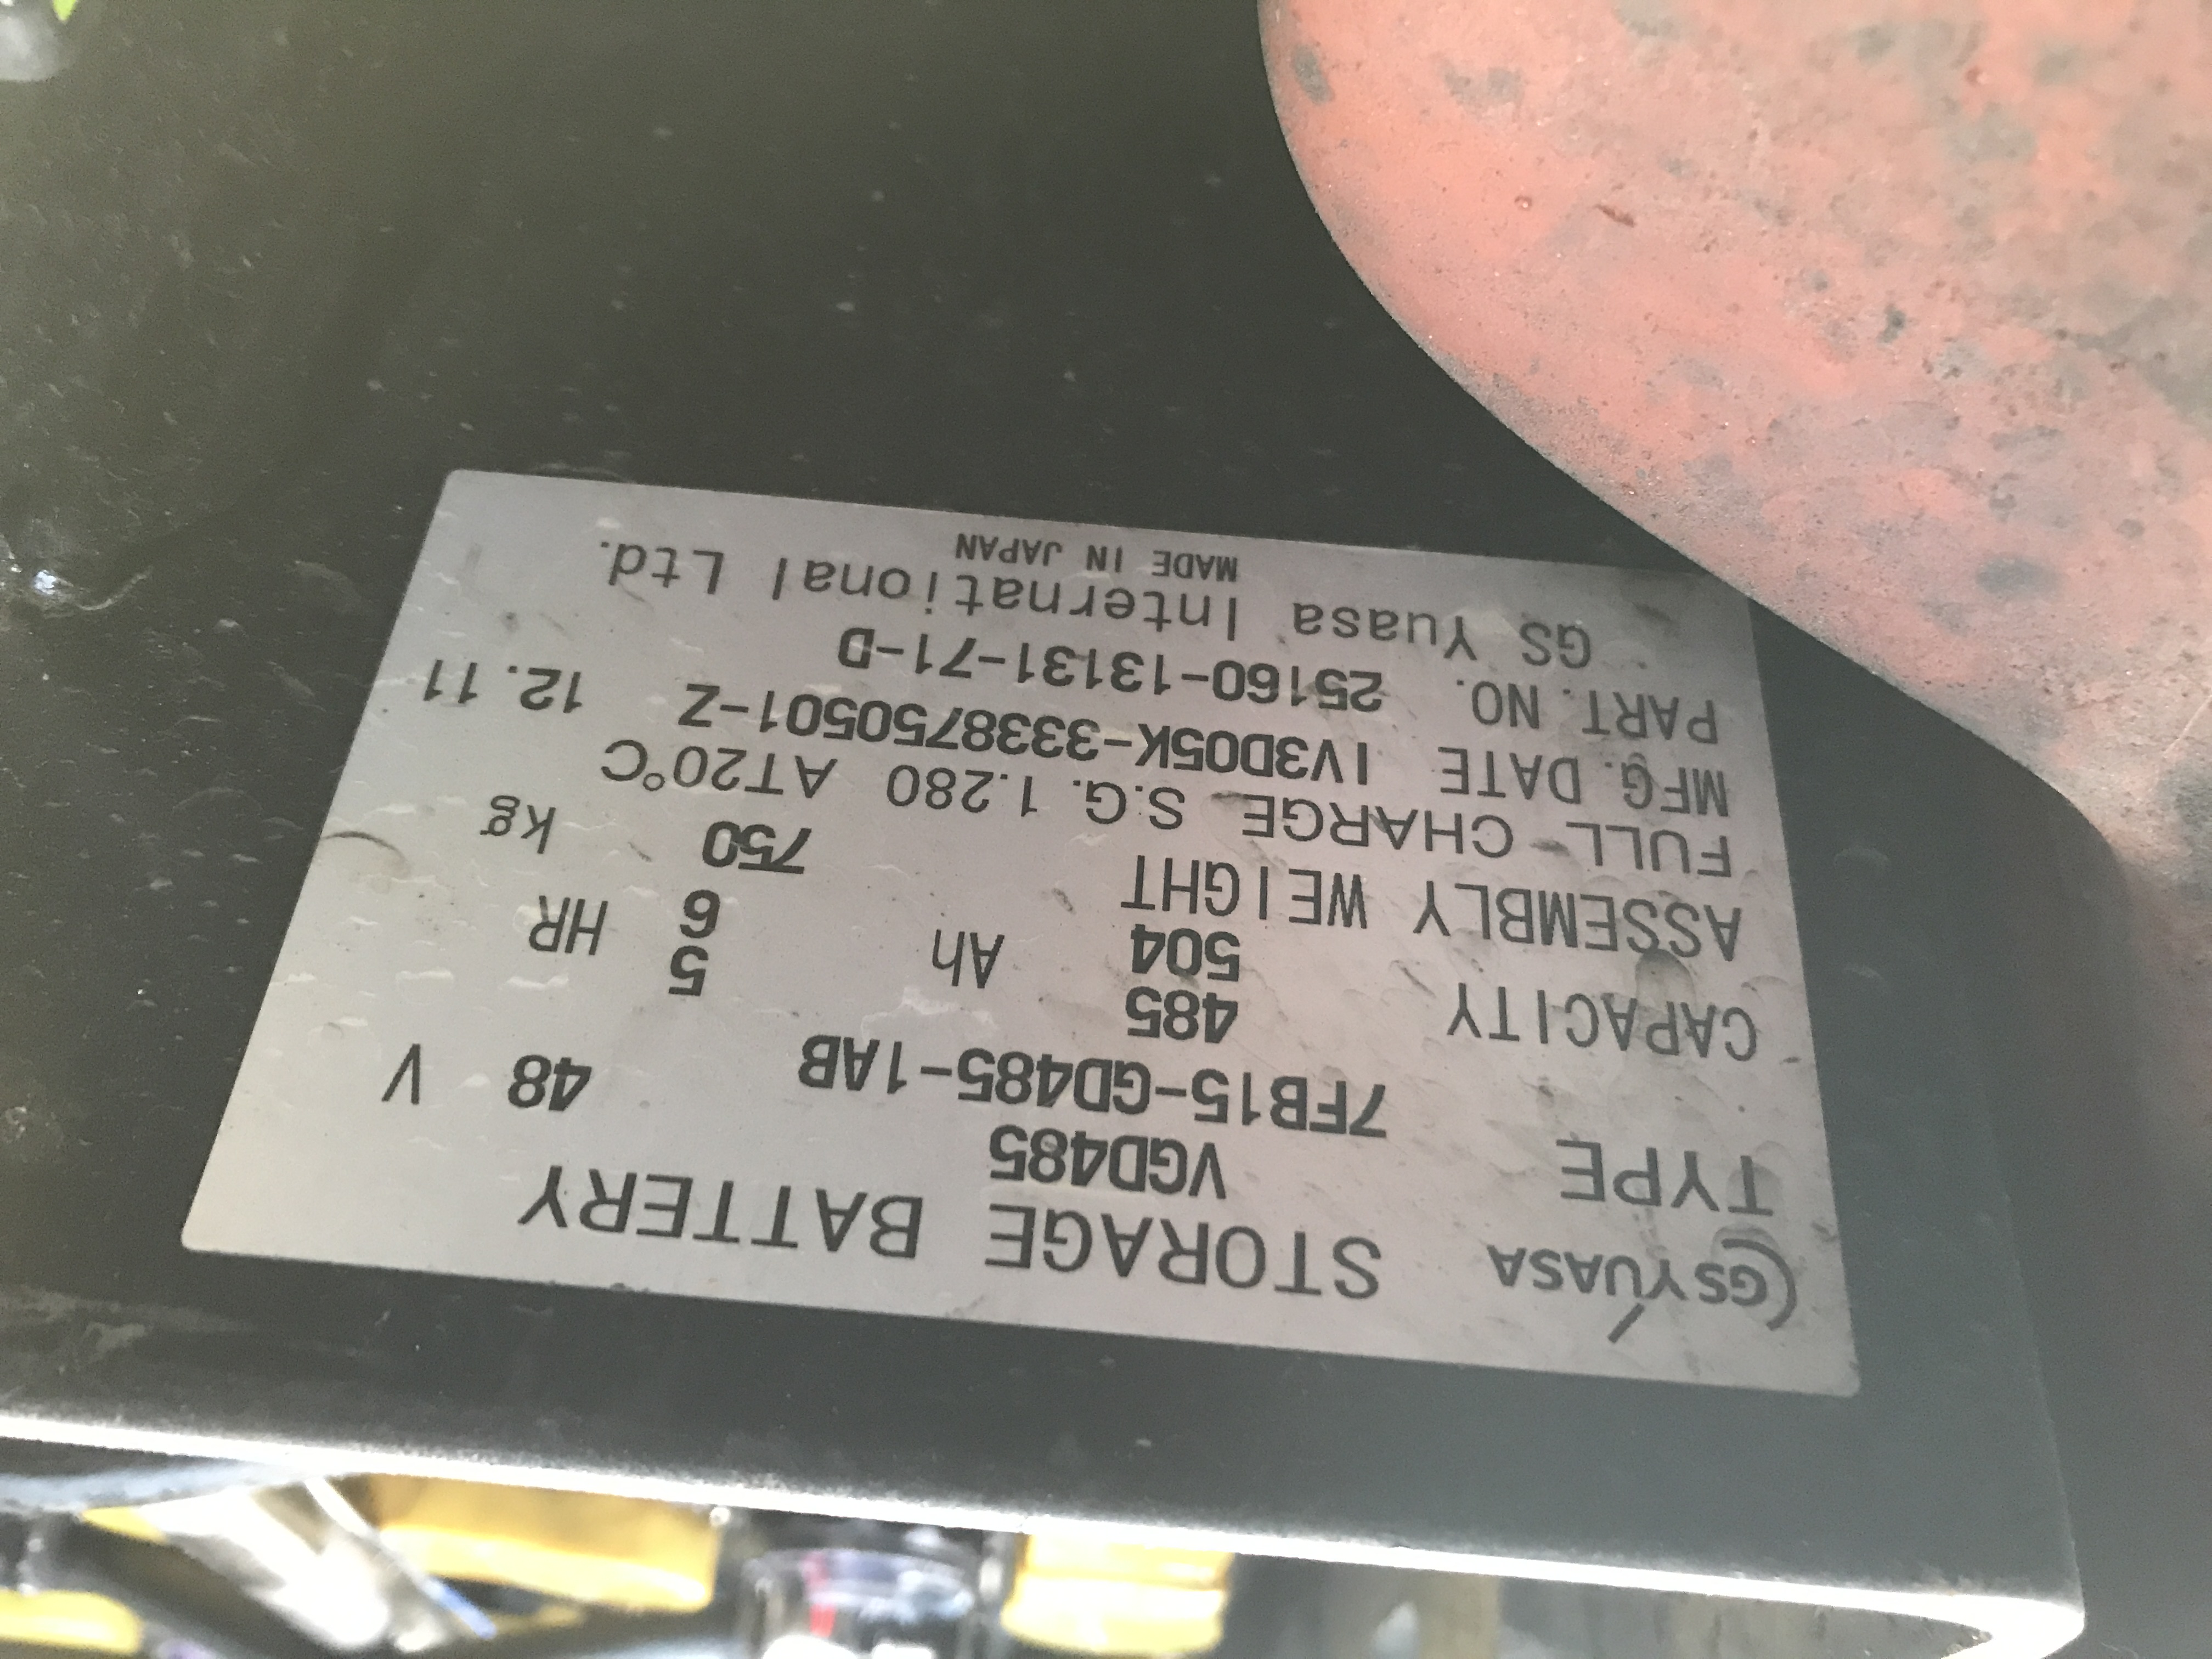 GS YUASA STORAGE BATTERY
VGD485
TYPE 7FB15-GD485-1AB 48 V
485 5
CAPACITY Ah HR
504 6
ASSEMBLY WEIGHT 750 kg
FULL-CHARGE S.G. 1.280 AT20°C
MFG. DATE 1V3D05K-3338750501-Z 12.11
PART. NO. 25160-13131-71-D
GS Yuasa International Ltd.
MADE IN JAPAN